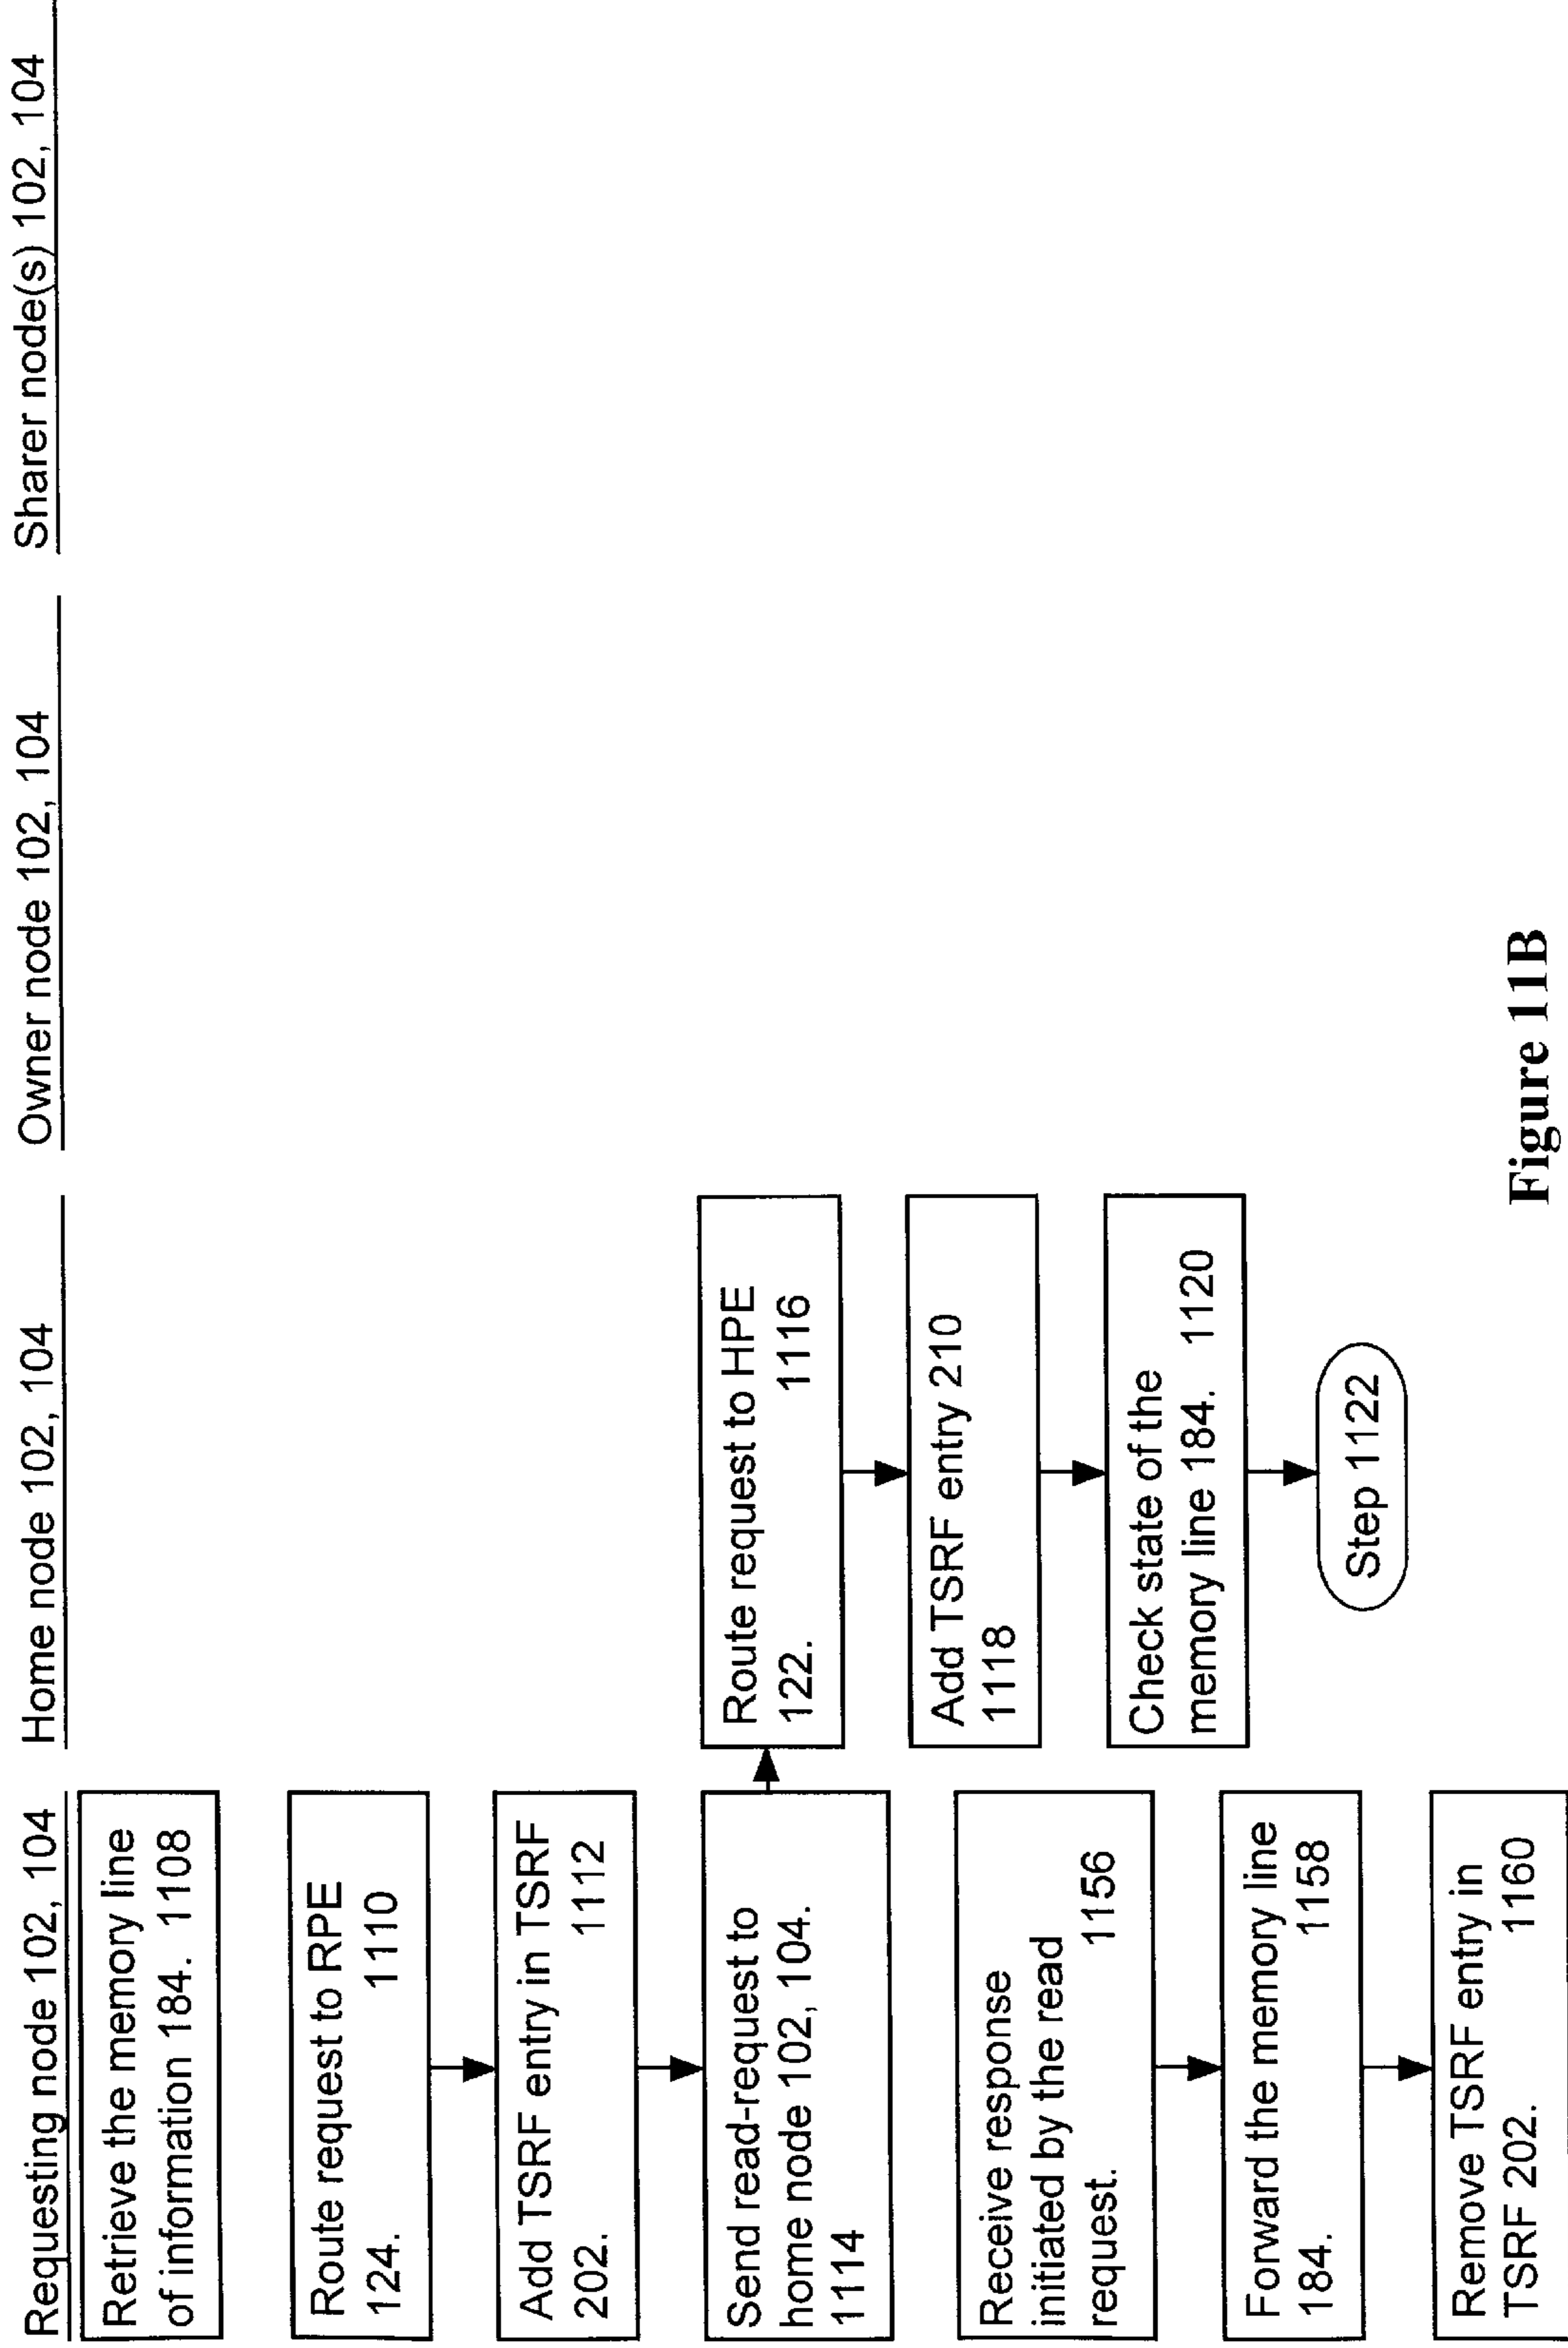 Requesting node 102, 104
Home node 102, 104
Owner node 102, 104
Sharer node(s) 102, 104
Retrieve the memory line
of information 184. 1108
Route request to RPE
124. 1110
Add TSRF entry in TSRF
202. 1112
Send read-request to
home node 102, 104.
1114
Route request to HPE
122. 1116
Add TSRF entry 210
1118
Check state of the
memory line 184. 1120
Step 1122
Receive response
initiated by the read
request. 1156
Forward the memory line
184. 1158
Remove TSRF entry in
TSRF 202. 1160
Figure 11B